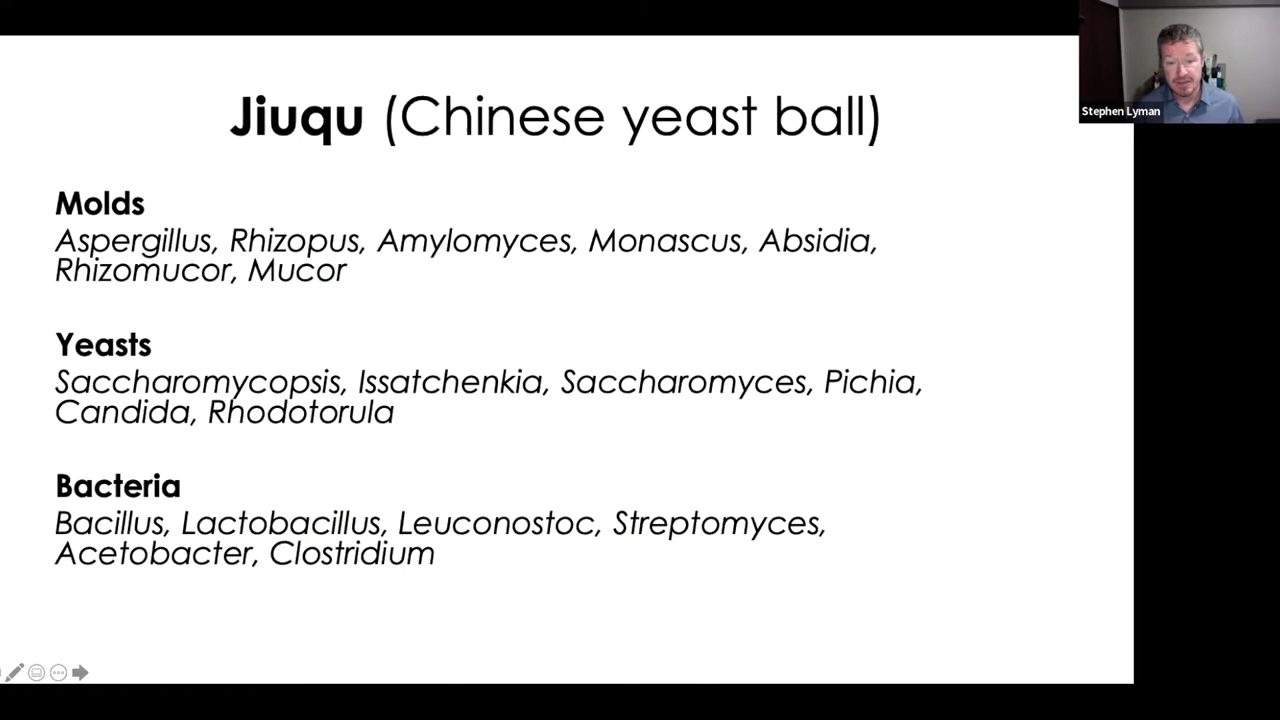 Jiuqu (Chinese yeast ball)
Stephen Lyman
Molds
Aspergillus, Rhizopus, Amylomyces, Monascus, Absidia,
Rhizomucor, Mucor
Yeasts
Saccharomycopsis, Issatchenkia, Saccharomyces, Pichia,
Candida, Rhodotorula
Bacteria
Bacillus, Lactobacillus, Leuconostoc, Streptomyces,
Acetobacter, Clostridium